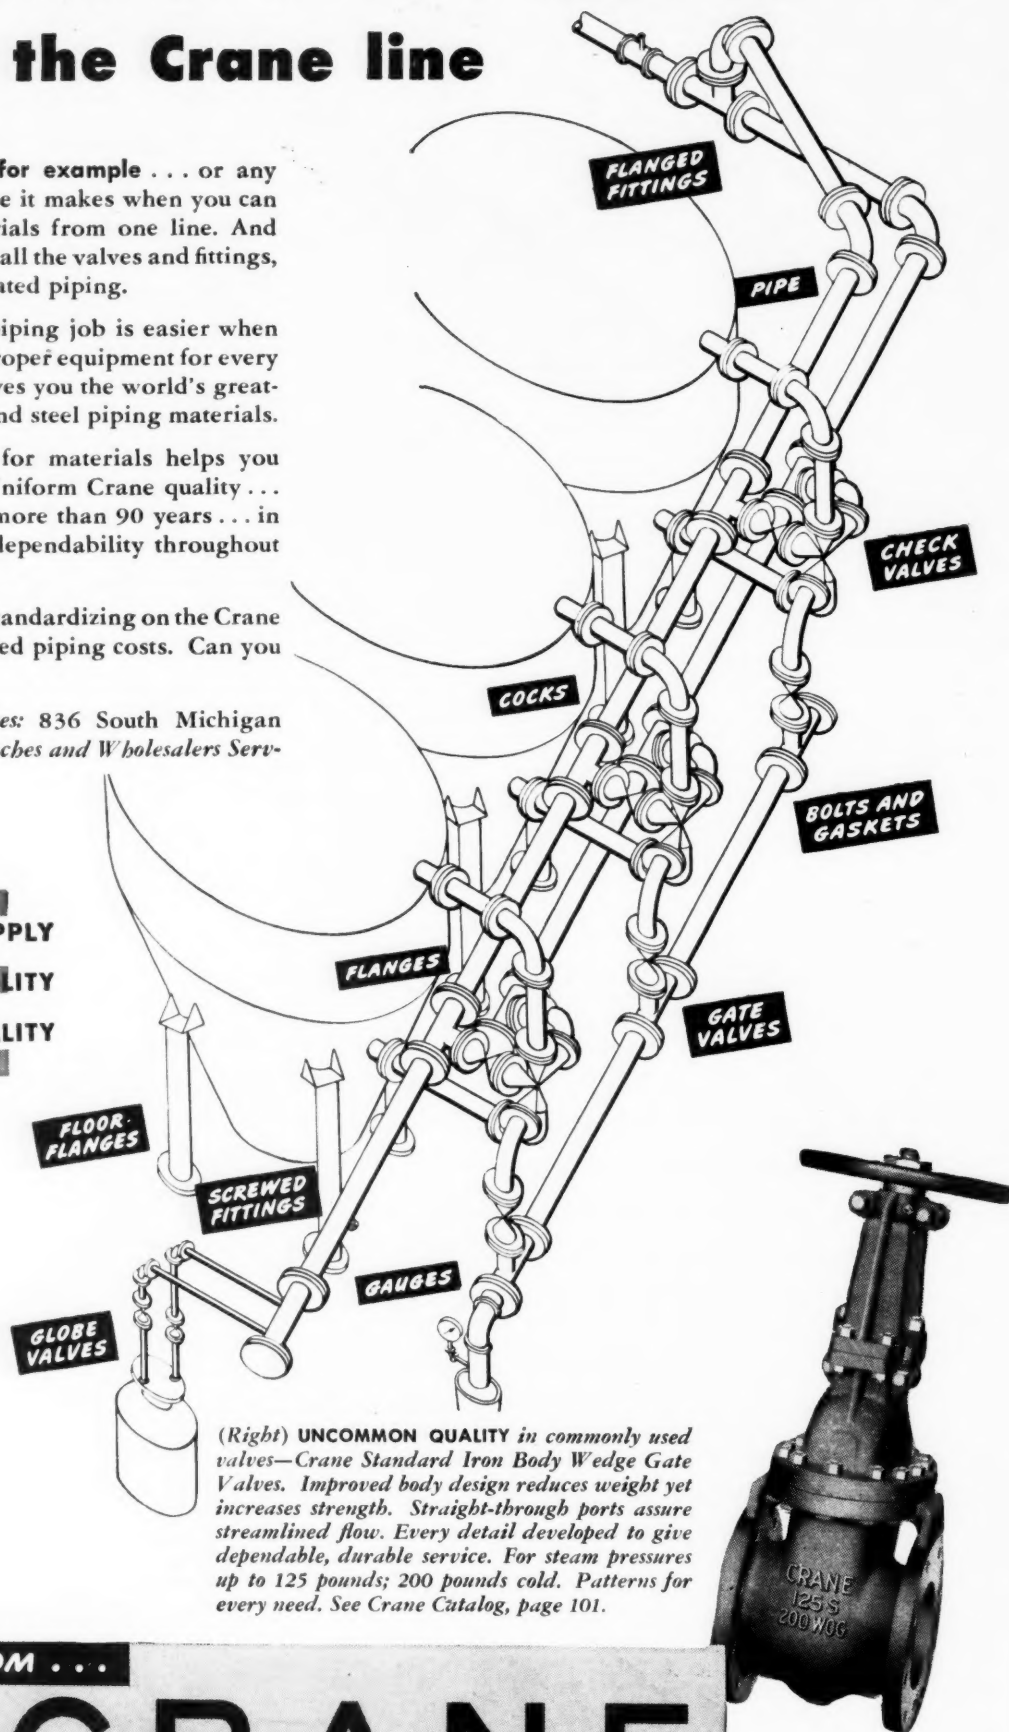 the Crane line
for example . . . or any
e it makes when you can
ials from one line. And
all the valves and fittings,
ated piping.
iping job is easier when
roper equipment for every
ves you the world's great-
nd steel piping materials.
for materials helps you
niform Crane quality . . .
more than 90 years . . . in
dependability throughout
andardizing on the Crane
ed piping costs. Can you
es: 836 South Michigan
ches and Wholesalers Serv-
PPLY
LITY
LITY
FLANGED
FITTINGS
PIPE
CHECK
VALVES
COCKS
BOLTS AND
GASKETS
FLANGES
GATE
VALVES
FLOOR-
FLANGES
SCREWED
FITTINGS
GAUGES
GLOBE
VALVES
(Right) UNCOMMON QUALITY in commonly used
valves—Crane Standard Iron Body Wedge Gate
Valves. Improved body design reduces weight yet
increases strength. Straight-through ports assure
streamlined flow. Every detail developed to give
dependable, durable service. For steam pressures
up to 125 pounds; 200 pounds cold. Patterns for
every need. See Crane Catalog, page 101.
CRANE
125 S
200 WOG
OM . . .
CRANE